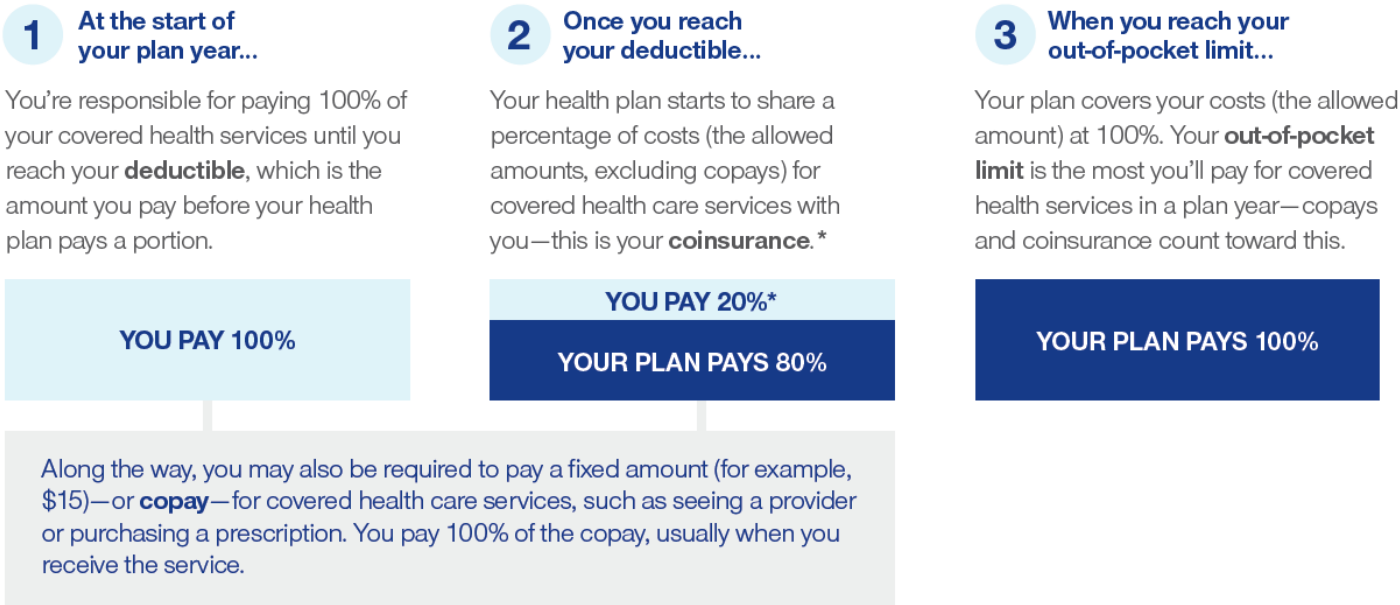 1
At the start of
your plan year...
You're responsible for paying 100% of
your covered health services until you
reach your deductible, which is the
amount you pay before your health
plan pays a portion.
YOU PAY 100%
2
Once you reach
your deductible...
Your health plan starts to share a
percentage of costs (the allowed
amounts, excluding copays) for
covered health care services with
you—this is your coinsurance.*
YOU PAY 20%*
YOUR PLAN PAYS 80%
Along the way, you may also be required to pay a fixed amount (for example,
$15)—or copay—for covered health care services, such as seeing a provider
or purchasing a prescription. You pay 100% of the copay, usually when you
receive the service.
3
When you reach your
out-of-pocket limit...
Your plan covers your costs (the allowed
amount) at 100%. Your out-of-pocket
limit is the most you'll pay for covered
health services in a plan year—copays
and coinsurance count toward this.
YOUR PLAN PAYS 100%